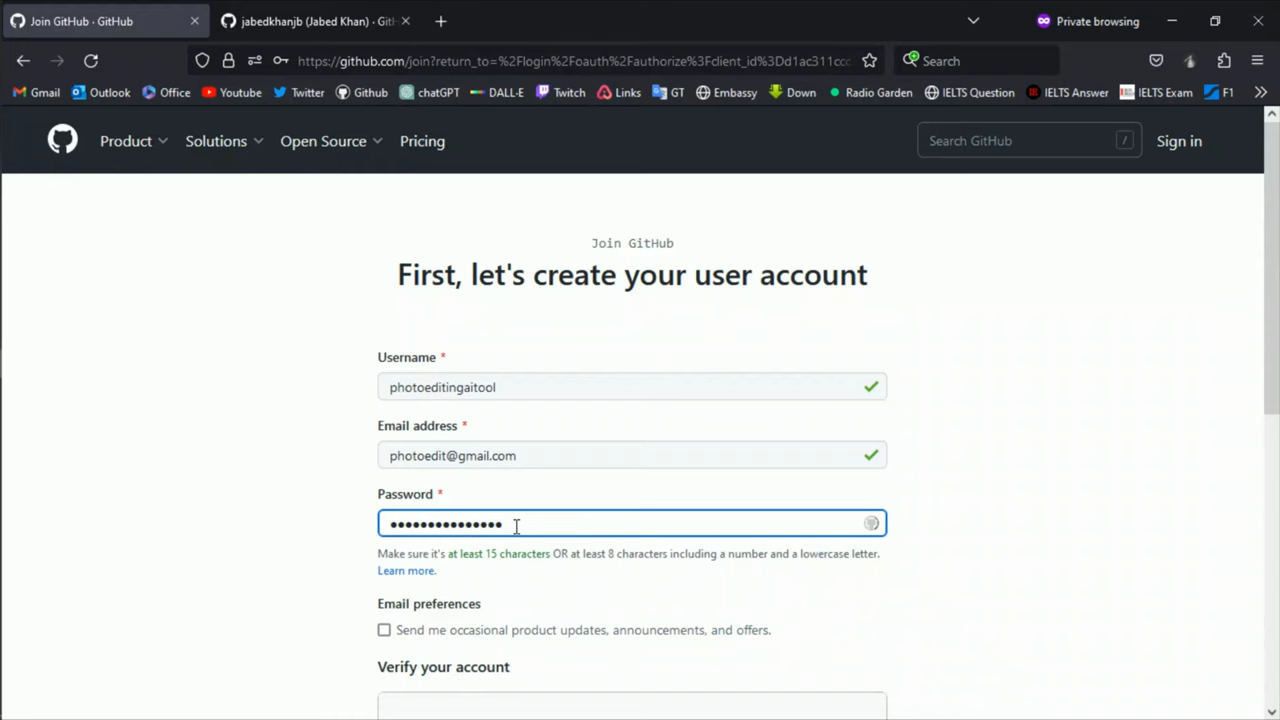 Join GitHub · GitHub
jabedkhanjb (Jabed Khan) · GitH
Private browsing
https://github.com/join?return_to=%2Flogin%2Foauth%2Fauthorize%3Fclient_id%3Dd1ac311ccc
Search
Gmail Outlook Office Youtube Twitter Github chatGPT DALL-E Twitch Links GT Embassy Down Radio Garden IELTS Question IELTS Answer IELTS Exam F1
Product Solutions Open Source Pricing Search GitHub / Sign in
Join GitHub
First, let's create your user account
Username *
photoeditingaitool
Email address *
photoedit@gmail.com
Password *
•••••••••••••••
Make sure it's at least 15 characters OR at least 8 characters including a number and a lowercase letter.
Learn more.
Email preferences
Send me occasional product updates, announcements, and offers.
Verify your account